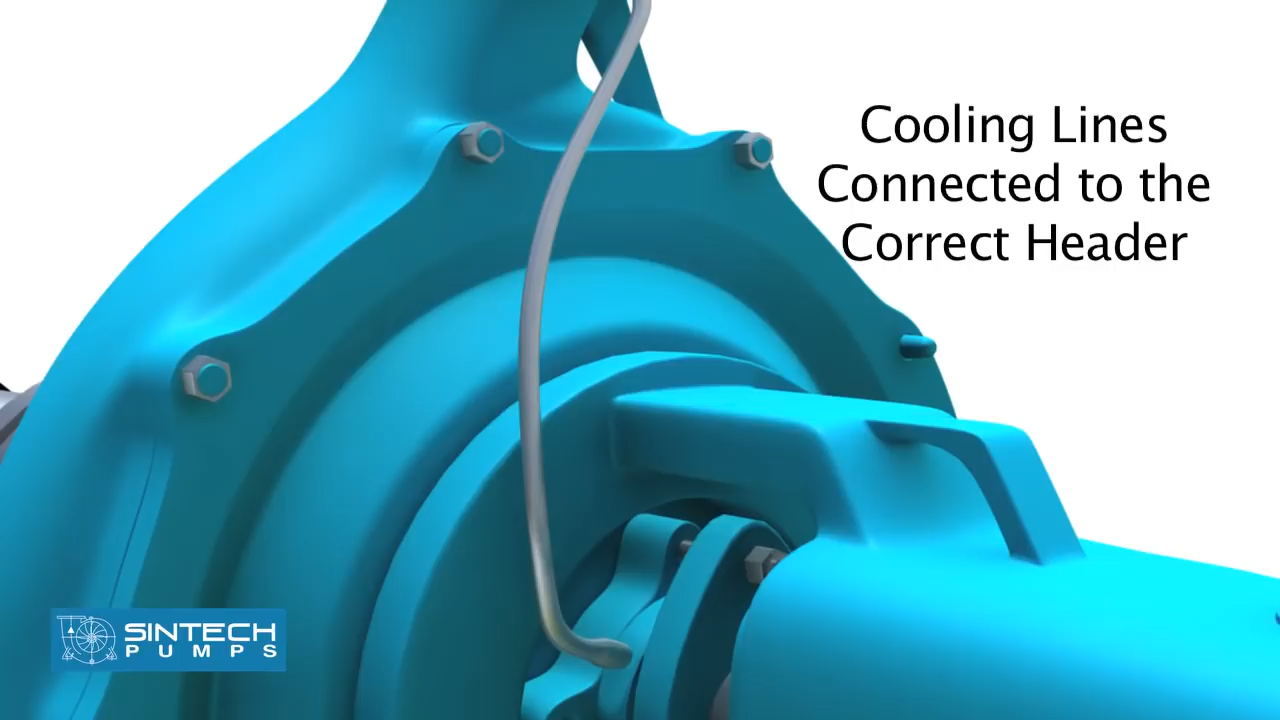 Cooling Lines
Connected to the
Correct Header
SINTECH
PUMPS